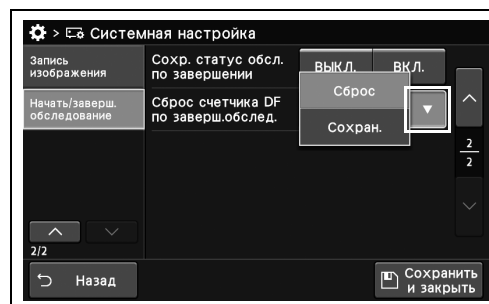 > Системная настройка
Запись
изображения
Начать/заверш.
обследование
2/2
Сохр. статус обсл.
по завершении
ВЫКЛ.
ВКЛ.
Сброс счетчика DF
по заверш.обслед.
Сброс
Сохран.
2
2
Назад
Сохранить
и закрыть